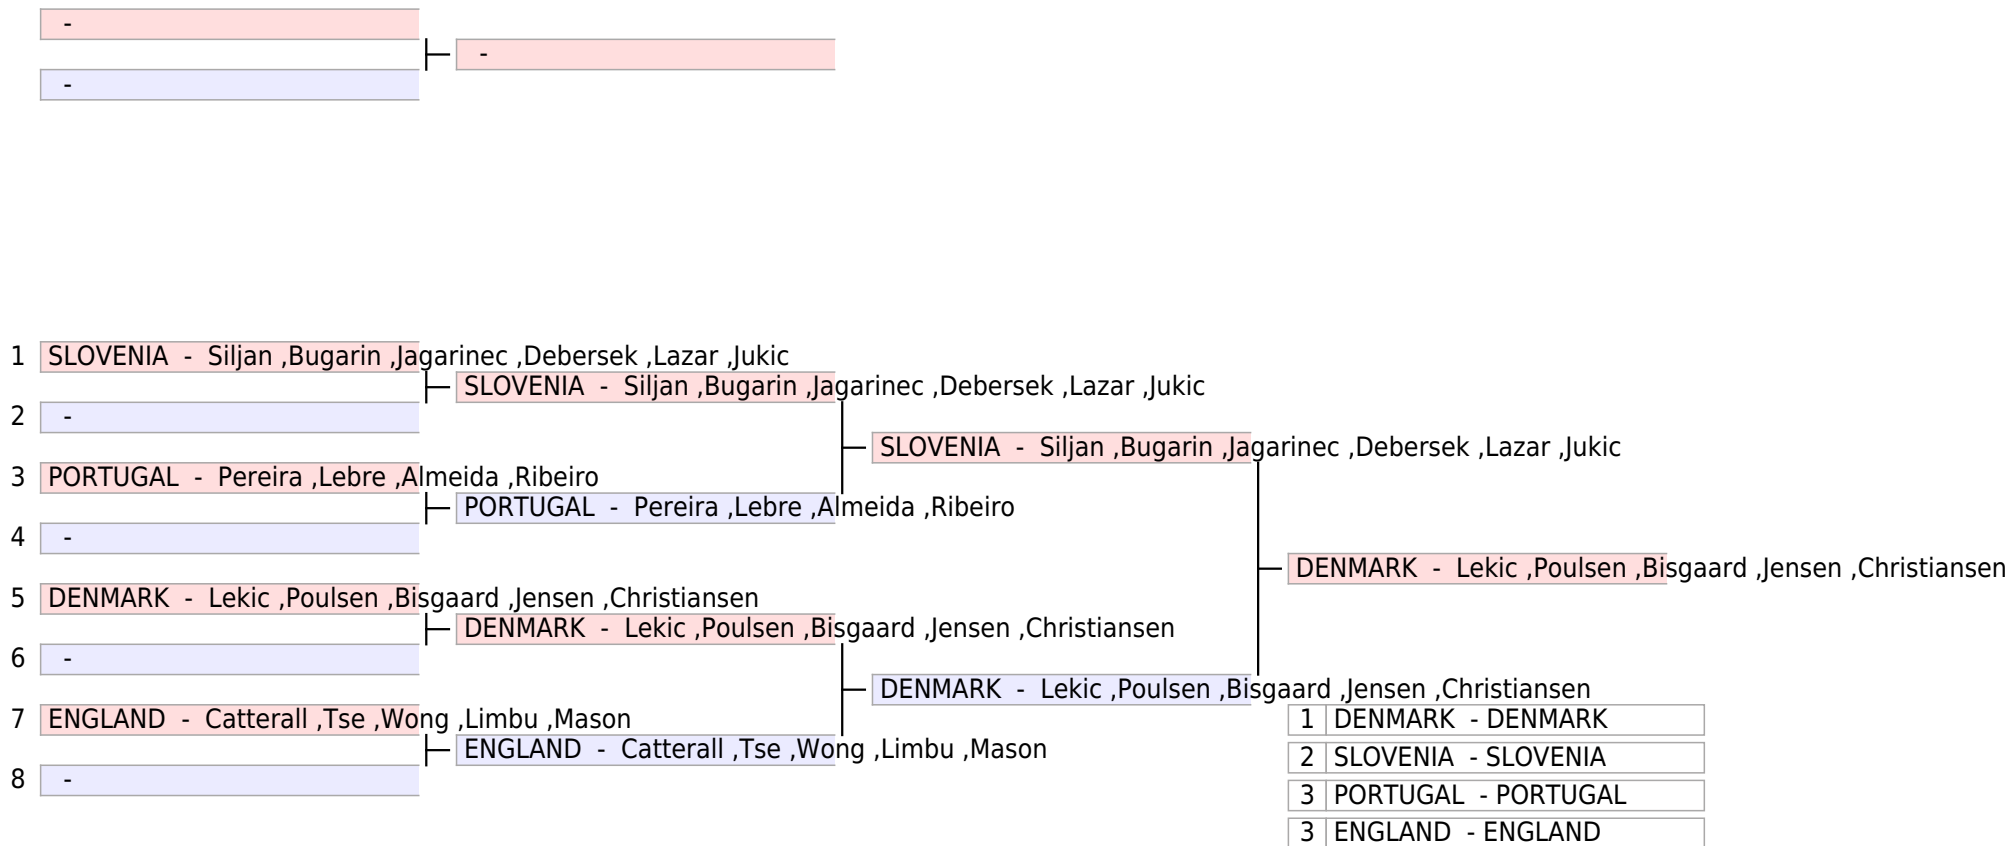 -
-
-
1 SLOVENIA - Siljan ,Bugarin ,Jagarinec ,Debersek ,Lazar ,Jukic
SLOVENIA - Siljan ,Bugarin ,Jagarinec ,Debersek ,Lazar ,Jukic
2 -
SLOVENIA - Siljan ,Bugarin ,Jagarinec ,Debersek ,Lazar ,Jukic
3 PORTUGAL - Pereira ,Lebre ,Almeida ,Ribeiro
PORTUGAL - Pereira ,Lebre ,Almeida ,Ribeiro
4 -
DENMARK - Lekic ,Poulsen ,Bisgaard ,Jensen ,Christiansen
5 DENMARK - Lekic ,Poulsen ,Bisgaard ,Jensen ,Christiansen
DENMARK - Lekic ,Poulsen ,Bisgaard ,Jensen ,Christiansen
6 -
DENMARK - Lekic ,Poulsen ,Bisgaard ,Jensen ,Christiansen
7 ENGLAND - Catterall ,Tse ,Wong ,Limbu ,Mason
ENGLAND - Catterall ,Tse ,Wong ,Limbu ,Mason
8 -
1 DENMARK - DENMARK
2 SLOVENIA - SLOVENIA
3 PORTUGAL - PORTUGAL
3 ENGLAND - ENGLAND